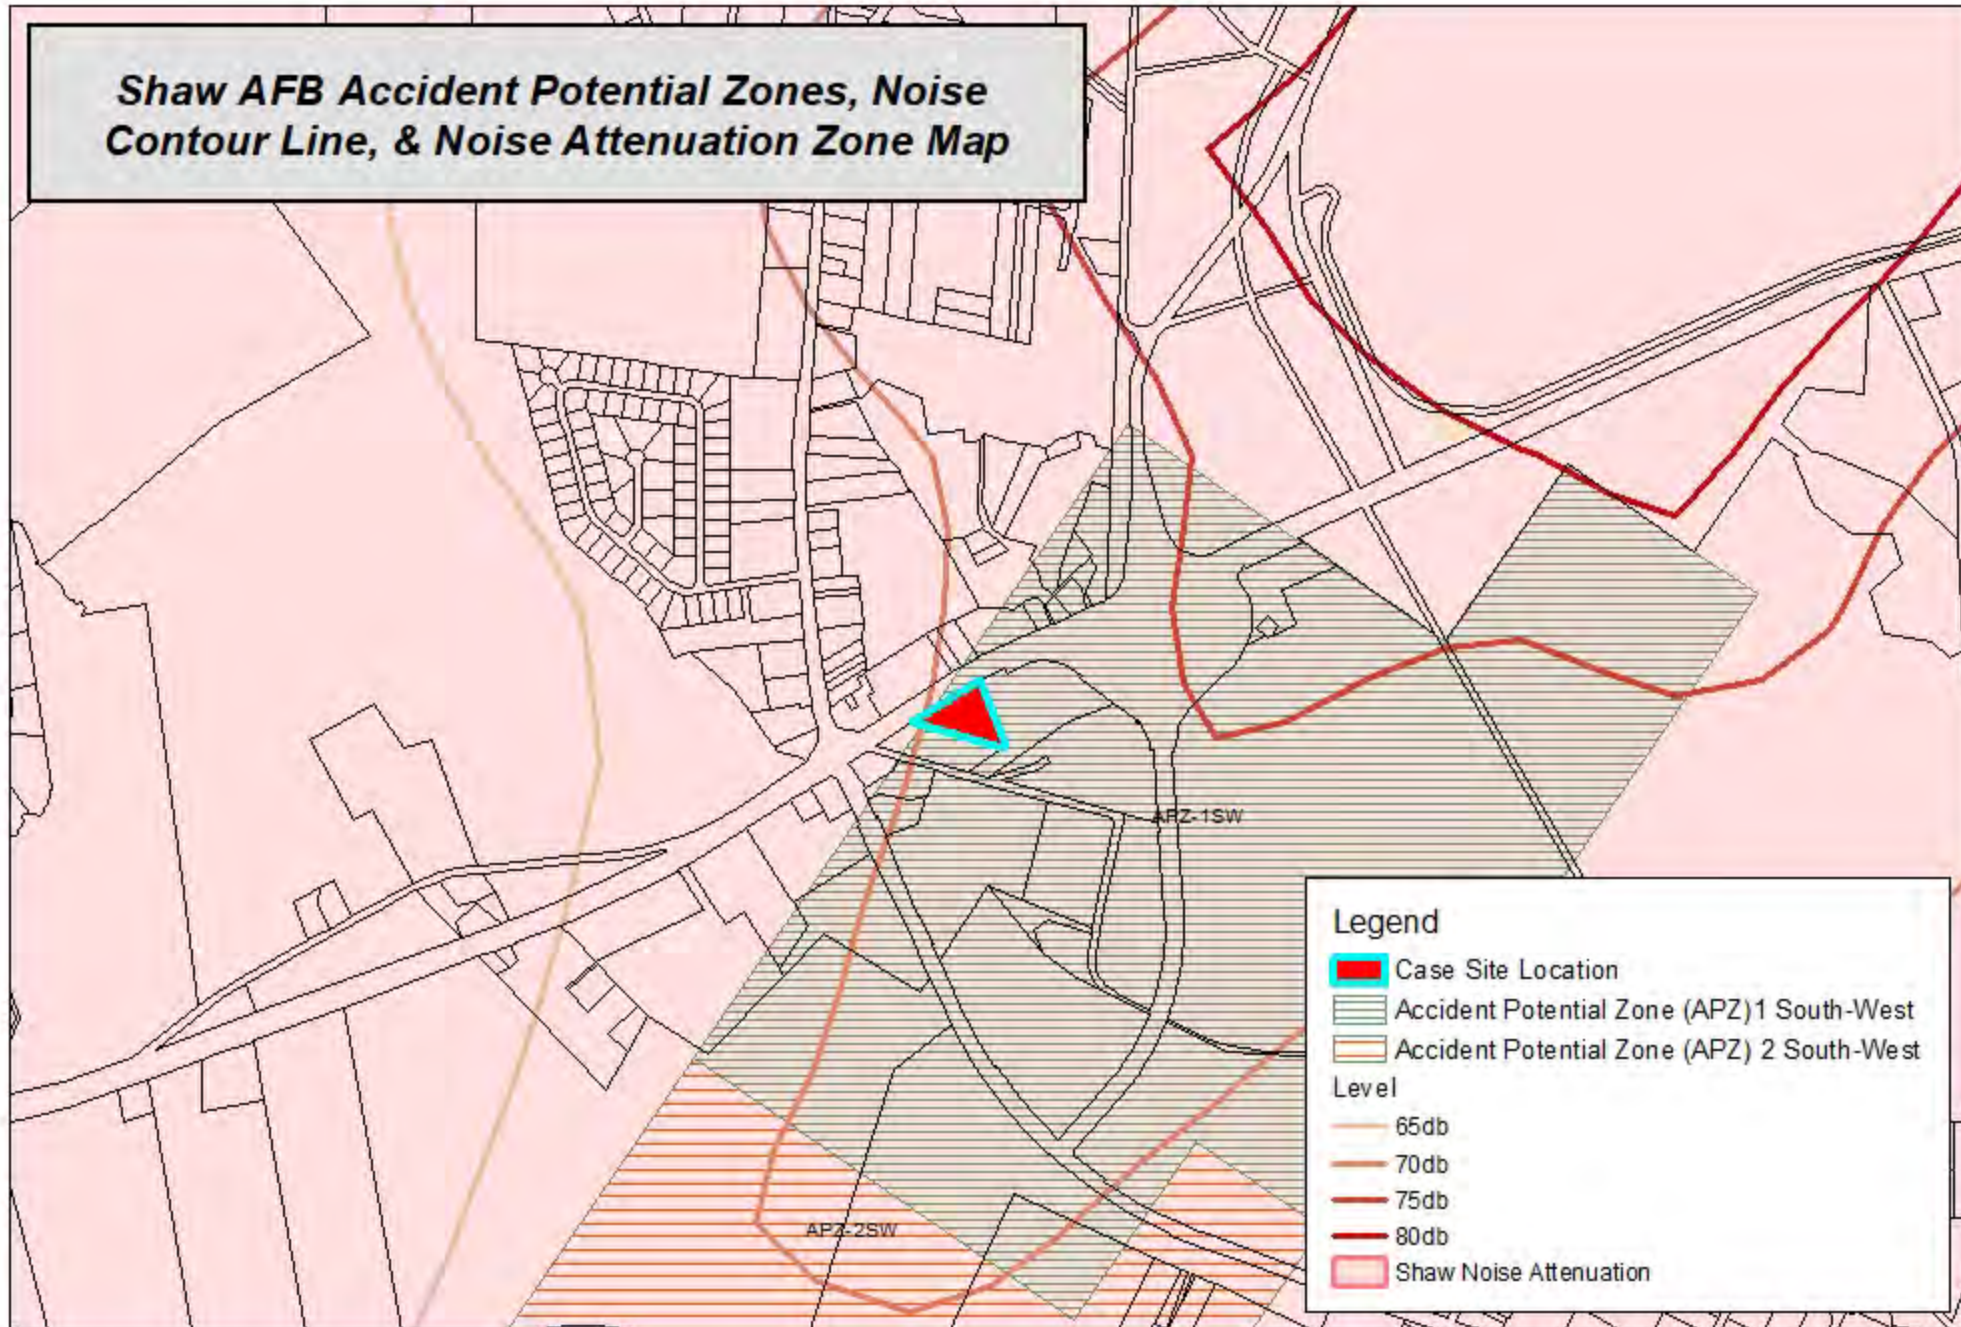 Shaw AFB Accident Potential Zones, Noise
Contour Line, & Noise Attenuation Zone Map
APZ-1SW
APZ-2SW
Legend
Case Site Location
Accident Potential Zone (APZ)1 South-West
Accident Potential Zone (APZ) 2 South-West
Level
65db
70db
75db
80db
Shaw Noise Attenuation